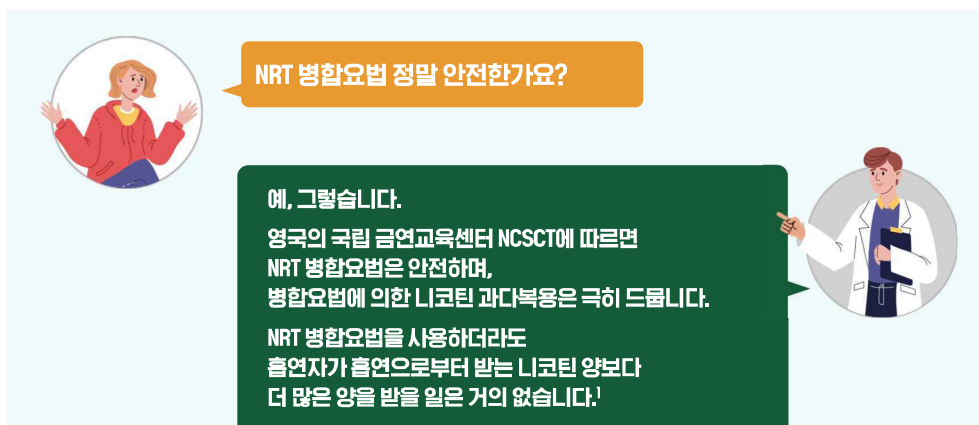 NRT 병합요법 정말 안전한가요?
예, 그렇습니다.
영국의 국립 금연교육센터 NCSCT에 따르면
NRT 병합요법은 안전하며,
병합요법에 의한 니코틴 과다복용은 극히 드뭅니다.
NRT 병합요법을 사용하더라도
흡연자가 흡연으로부터 받는 니코틴 양보다
더 많은 양을 받을 일은 거의 없습니다.¹